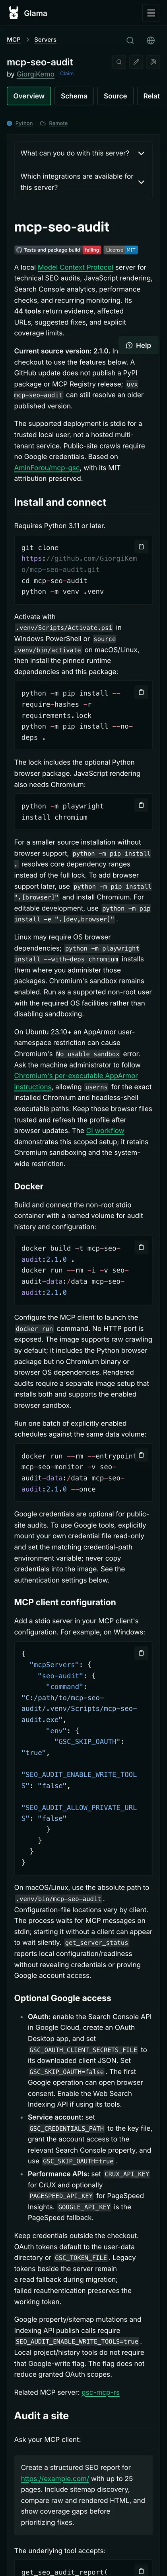 Glama
MCP > Servers
mcp-seo-audit
by GiorgiKemo Claim
Overview Schema Source Relat
Python Remote
What can you do with this server?
Which integrations are available for
this server?
mcp-seo-audit
Tests and package build failing License MIT
A local Model Context Protocol server for
technical SEO audits, JavaScript rendering,
Search Console analytics, performance
checks, and recurring monitoring. Its
44 tools return evidence, affected
URLs, suggested fixes, and explicit
coverage limits.
Current source version: 2.1.0. In
checkout to use the features below. A
GitHub update does not publish a PyPI
package or MCP Registry release; uvx
mcp-seo-audit can still resolve an older
published version.
Help
The supported deployment is stdio for a
trusted local user, not a hosted multi-
tenant service. Public-site crawls require
no Google credentials. Based on
AminForou/mcp-gsc, with its MIT
attribution preserved.
Install and connect
Requires Python 3.11 or later.
git clone
https://github.com/GiorgiKem
o/mcp-seo-audit.git
cd mcp-seo-audit
python -m venv .venv
Activate with
.venv/Scripts/Activate.ps1 in
Windows PowerShell or source
.venv/bin/activate on macOS/Linux,
then install the pinned runtime
dependencies and this package:
python -m pip install --
require-hashes -r
requirements.lock
python -m pip install --no-
deps .
The lock includes the optional Python
browser package. JavaScript rendering
also needs Chromium:
python -m playwright
install chromium
For a smaller source installation without
browser support, python -m pip install
. resolves core dependency ranges
instead of the full lock. To add browser
support later, use python -m pip install
".[browser]" and install Chromium. For
editable development, use python -m pip
install -e ".[dev,browser]".
Linux may require OS browser
dependencies; python -m playwright
install --with-deps chromium installs
them where you administer those
packages. Chromium's sandbox remains
enabled. Run as a supported non-root user
with the required OS facilities rather than
disabling sandboxing.
On Ubuntu 23.10+ an AppArmor user-
namespace restriction can cause
Chromium's No usable sandbox error.
Ask the machine administrator to follow
Chromium's per-executable AppArmor
instructions, allowing userns for the exact
installed Chromium and headless-shell
executable paths. Keep those browser files
trusted and refresh the profile after
browser updates. The CI workflow
demonstrates this scoped setup; it retains
Chromium sandboxing and the system-
wide restriction.
Docker
Build and connect the non-root stdio
container with a named volume for audit
history and configuration:
docker build -t mcp-seo-
audit:2.1.0 .
docker run --rm -i -v seo-
audit-data:/data mcp-seo-
audit:2.1.0
Configure the MCP client to launch the
docker run command. No HTTP port is
exposed. The image supports raw crawling
by default; it includes the Python browser
package but no Chromium binary or
browser OS dependencies. Rendered
audits require a separate image setup that
installs both and supports the enabled
browser sandbox.
Run one batch of explicitly enabled
schedules against the same data volume:
docker run --rm --entrypoint
mcp-seo-monitor -v seo-
audit-data:/data mcp-seo-
audit:2.1.0 --once
Google credentials are optional for public-
site audits. To use Google tools, explicitly
mount your own credential file read-only
and set the matching credential-path
environment variable; never copy
credentials into the image. See the
authentication settings below.
MCP client configuration
Add a stdio server in your MCP client's
configuration. For example, on Windows:
{
"mcpServers": {
"seo-audit": {
"command":
"C:/path/to/mcp-seo-
audit/.venv/Scripts/mcp-seo-
audit.exe",
"env": {
"GSC_SKIP_OAUTH":
"true",
"SEO_AUDIT_ENABLE_WRITE_TOOL
S": "false",
"SEO_AUDIT_ALLOW_PRIVATE_URL
S": "false"
}
}
}
}
On macOS/Linux, use the absolute path to
.venv/bin/mcp-seo-audit.
Configuration-file locations vary by client.
The process waits for MCP messages on
stdin; starting it without a client can appear
to wait silently. get_server_status
reports local configuration/readiness
without revealing credentials or proving
Google account access.
Optional Google access
• OAuth: enable the Search Console API
in Google Cloud, create an OAuth
Desktop app, and set
GSC_OAUTH_CLIENT_SECRETS_FILE to
its downloaded client JSON. Set
GSC_SKIP_OAUTH=false. The first
Google operation can open browser
consent. Enable the Web Search
Indexing API if using its tools.
• Service account: set
GSC_CREDENTIALS_PATH to the key file,
grant the account access to the
relevant Search Console property, and
use GSC_SKIP_OAUTH=true.
• Performance APIs: set CRUX_API_KEY
for CrUX and optionally
PAGESPEED_API_KEY for PageSpeed
Insights. GOOGLE_API_KEY is the
PageSpeed fallback.
Keep credentials outside the checkout.
OAuth tokens default to the user-data
directory or GSC_TOKEN_FILE. Legacy
tokens beside the server remain
a read fallback during migration;
failed reauthentication preserves the
working token.
Google property/sitemap mutations and
Indexing API publish calls require
SEO_AUDIT_ENABLE_WRITE_TOOLS=true.
Local project/history tools do not require
that Google-write flag. The flag does not
reduce granted OAuth scopes.
Related MCP server: gsc-mcp-rs
Audit a site
Ask your MCP client:
Create a structured SEO report for
https://example.com/ with up to 25
pages. Include sitemap discovery,
compare raw and rendered HTML, and
show coverage gaps before
prioritizing fixes.
The underlying tool accepts:
get_seo_audit_report(